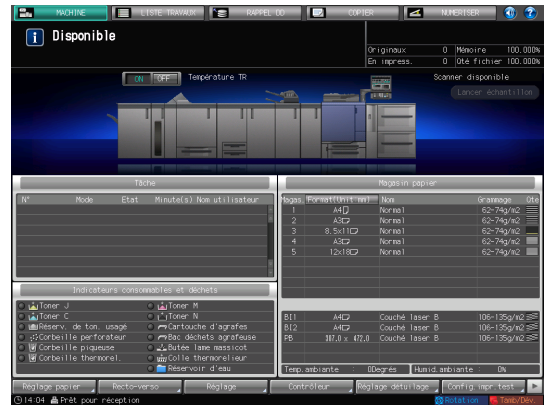 MACHINE LISTE TRAVAUX RAPPEL DD COPIER NUMERISER
Disponible
Originaux 0 Mémoire 100.000%
En impress. 0 Qté fichier 100.000%
ON OFF Température TR Scanner disponible
Lancer échantillon
Tâche
N° Mode Etat Minute(s) Nom utilisateur
Magasin papier
Magas. Format(Unit:mm) Nom Grammage Qte
1 A4 Normal 62-74g/m2
2 A3 Normal 62-74g/m2
3 8.5x11 Normal 62-74g/m2
4 A3 Normal 62-74g/m2
5 12x18 Normal 62-74g/m2
BI1 A4 Couché laser B 106-135g/m2
BI2 A4 Couché laser B 106-135g/m2
PB 307,0 x 472,0 Couché laser B 106-135g/m2
Temp.ambiante : 0Degrés Humid.ambiante : 0%
Indicateurs consommables et déchets
Toner J Toner M
Toner C Toner N
Réserv. de ton. usagé Cartouche d'agrafes
Corbeille perforateur Bac déchets agrafeuse
Corbeille piqueuse Butée lame massicot
Corbeille thermorel. Colle thermorelieur
Réservoir d'eau
Réglage papier Recto-verso Réglage Contrôleur Réglage détuilage Config.impr.test
14:04 Prêt pour réception Rotation Tamb/Dév.